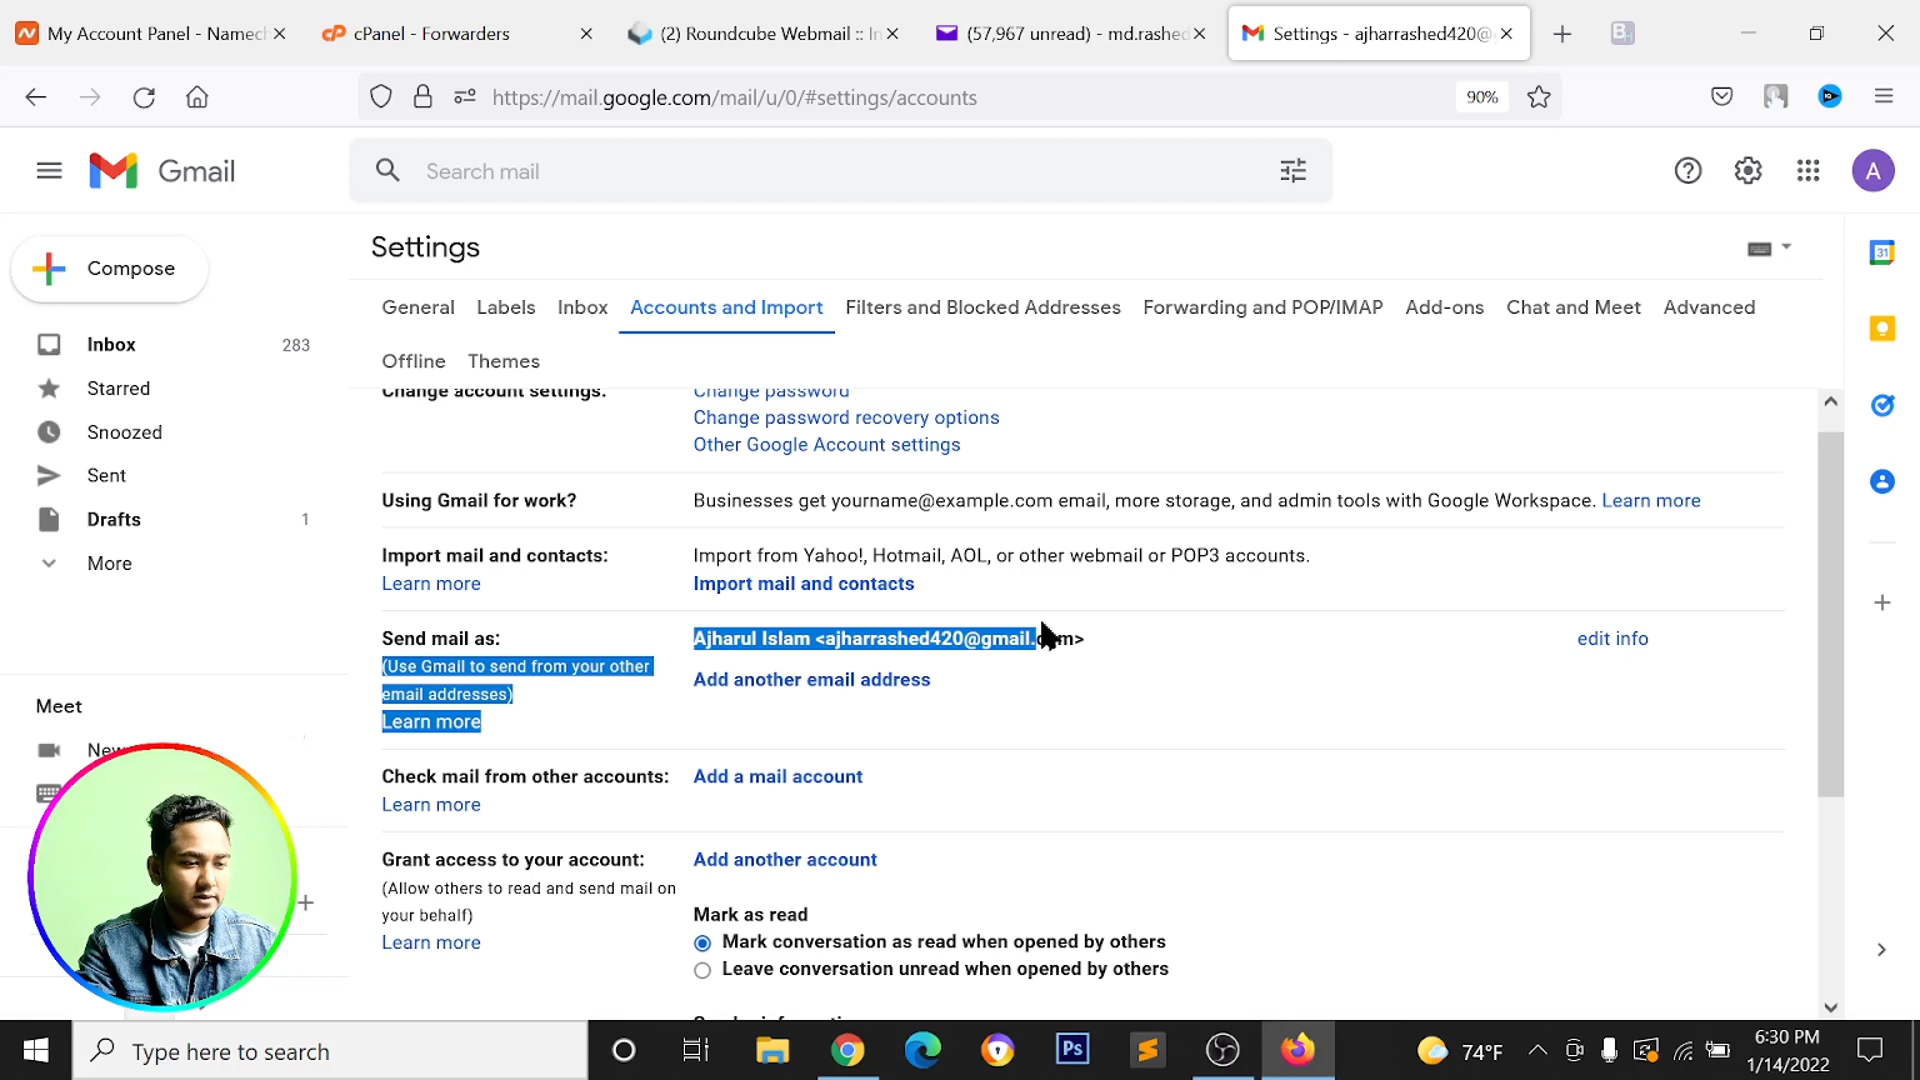 My Account Panel - Namech
cPanel - Forwarders
(2) Roundcube Webmail :: In
(57,967 unread) - md.rashed
Settings - ajharrashed420@g
https://mail.google.com/mail/u/0/#settings/accounts
90%
Gmail
Search mail
A
Compose
Settings
General
Labels
Inbox
Accounts and Import
Filters and Blocked Addresses
Forwarding and POP/IMAP
Add-ons
Chat and Meet
Advanced
Offline
Themes
Inbox 283
Starred
Snoozed
Sent
Drafts 1
More
Meet
New
Change account settings:
Change password
Change password recovery options
Other Google Account settings
Using Gmail for work?
Businesses get yourname@example.com email, more storage, and admin tools with Google Workspace. Learn more
Import mail and contacts:
Learn more
Import from Yahoo!, Hotmail, AOL, or other webmail or POP3 accounts.
Import mail and contacts
Send mail as:
(Use Gmail to send from your other
email addresses)
Learn more
Ajharul Islam <ajharrashed420@gmail.com>
edit info
Add another email address
Check mail from other accounts:
Learn more
Add a mail account
Grant access to your account:
(Allow others to read and send mail on
your behalf)
Learn more
Add another account
Mark as read
Mark conversation as read when opened by others
Leave conversation unread when opened by others
31
Type here to search
Ps
74°F
6:30 PM
1/14/2022